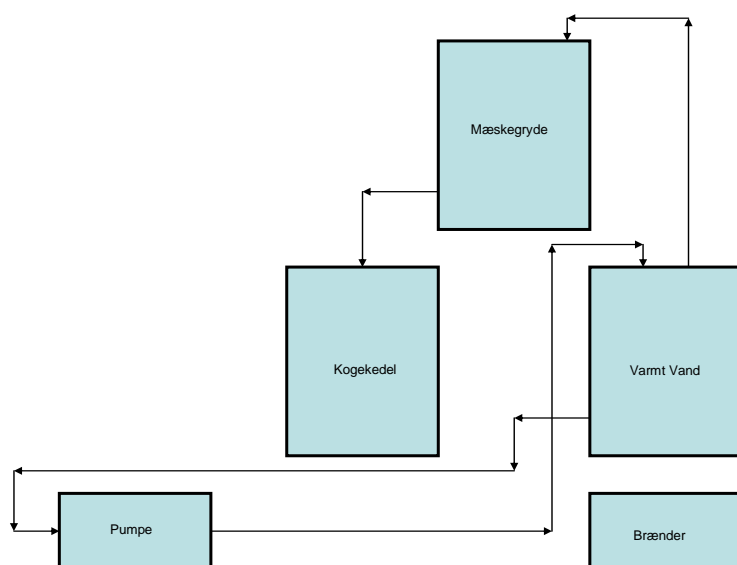 Mæskegryde
Kogekedel
Varmt Vand
Pumpe
Brænder